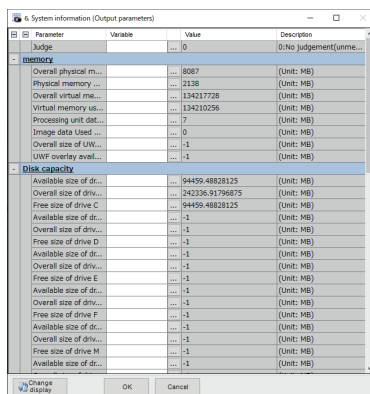 6. System information (Output parameters)
Parameter Variable Value Description
Judge ... 0 0:No judgement(unme...
- memory
Overall physical m... ... 8087 (Unit: MB)
Physical memory ... ... 2138 (Unit: MB)
Overall virtual me... ... 134217728 (Unit: MB)
Virtual memory us... ... 134210256 (Unit: MB)
Processing unit dat... ... 7 (Unit: MB)
Image data Used ... ... 0 (Unit: MB)
Overall size of UW... ... -1 (Unit: MB)
UWF overlay avail... ... -1 (Unit: MB)
- Disk capacity
Available size of dr... ... 94459.48828125 (Unit: MB)
Overall size of driv... ... 242336.91796875 (Unit: MB)
Free size of drive C ... 94459.48828125 (Unit: MB)
Available size of dr... ... -1 (Unit: MB)
Overall size of driv... ... -1 (Unit: MB)
Free size of drive D ... -1 (Unit: MB)
Available size of dr... ... -1 (Unit: MB)
Overall size of driv... ... -1 (Unit: MB)
Free size of drive E ... -1 (Unit: MB)
Available size of dr... ... -1 (Unit: MB)
Overall size of driv... ... -1 (Unit: MB)
Free size of drive F ... -1 (Unit: MB)
Available size of dr... ... -1 (Unit: MB)
Overall size of driv... ... -1 (Unit: MB)
Free size of drive M ... -1 (Unit: MB)
Available size of dr... ... -1 (Unit: MB)
Change
display OK Cancel